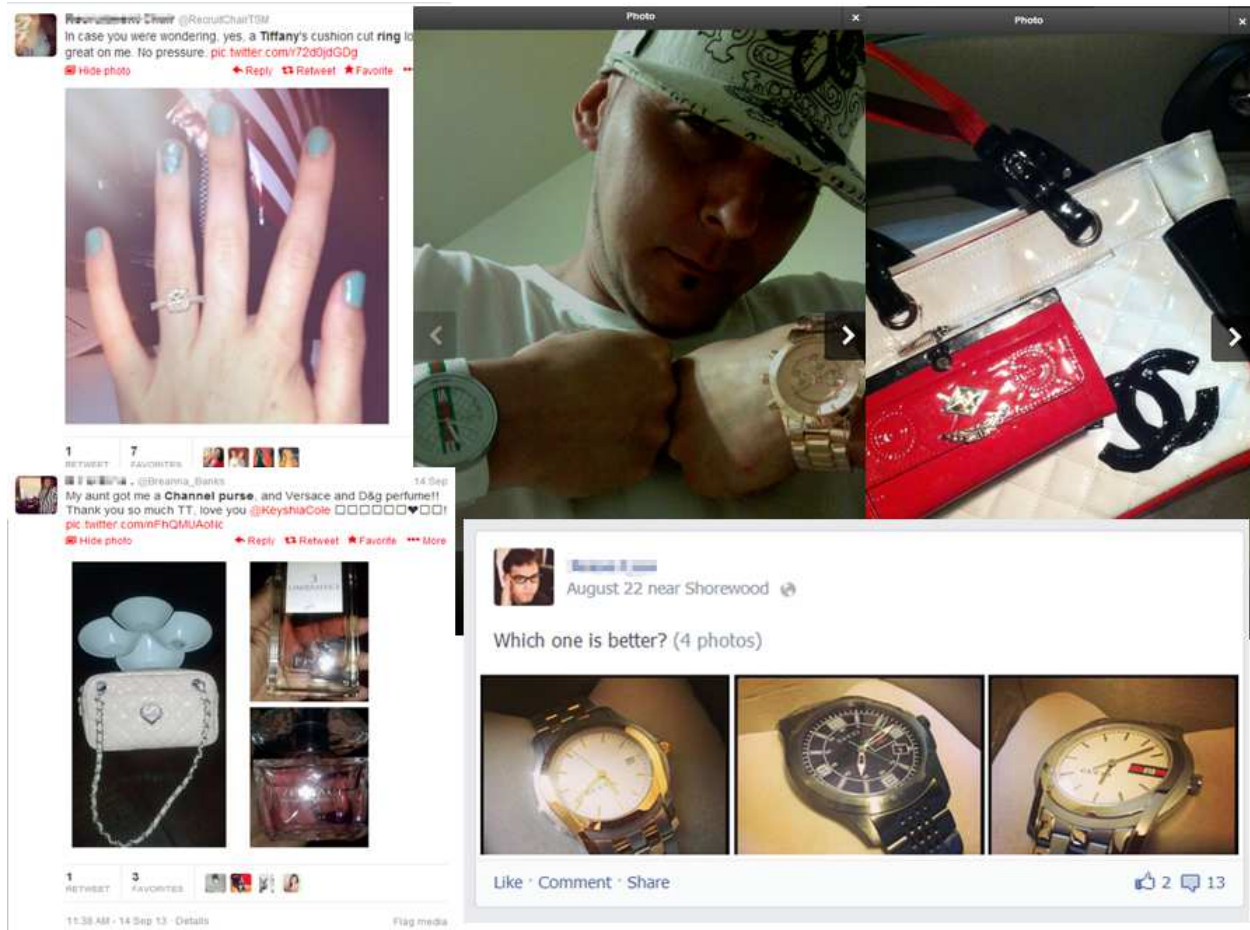 @RecruitChairTSM
In case you were wondering, yes, a Tiffany's cushion cut ring lo
great on me. No pressure. pic.twitter.com/r72d0jdGDg
Hide photo Reply Retweet Favorite •••
1 7
RETWEET FAVORITES
Photo ×
Photo ×
@Breanna_Banks 14 Sep
My aunt got me a Channel purse, and Versace and D&g perfume!!
Thank you so much TT, love you @KeyshiaCole □□□□□□♥□□!
pic.twitter.com/nFhQMUAoNc
Hide photo Reply Retweet Favorite ••• More
1 3
RETWEET FAVORITES
11:38 AM - 14 Sep 13 · Details Flag media
August 22 near Shorewood
Which one is better? (4 photos)
GUCCI
Like · Comment · Share 2 13